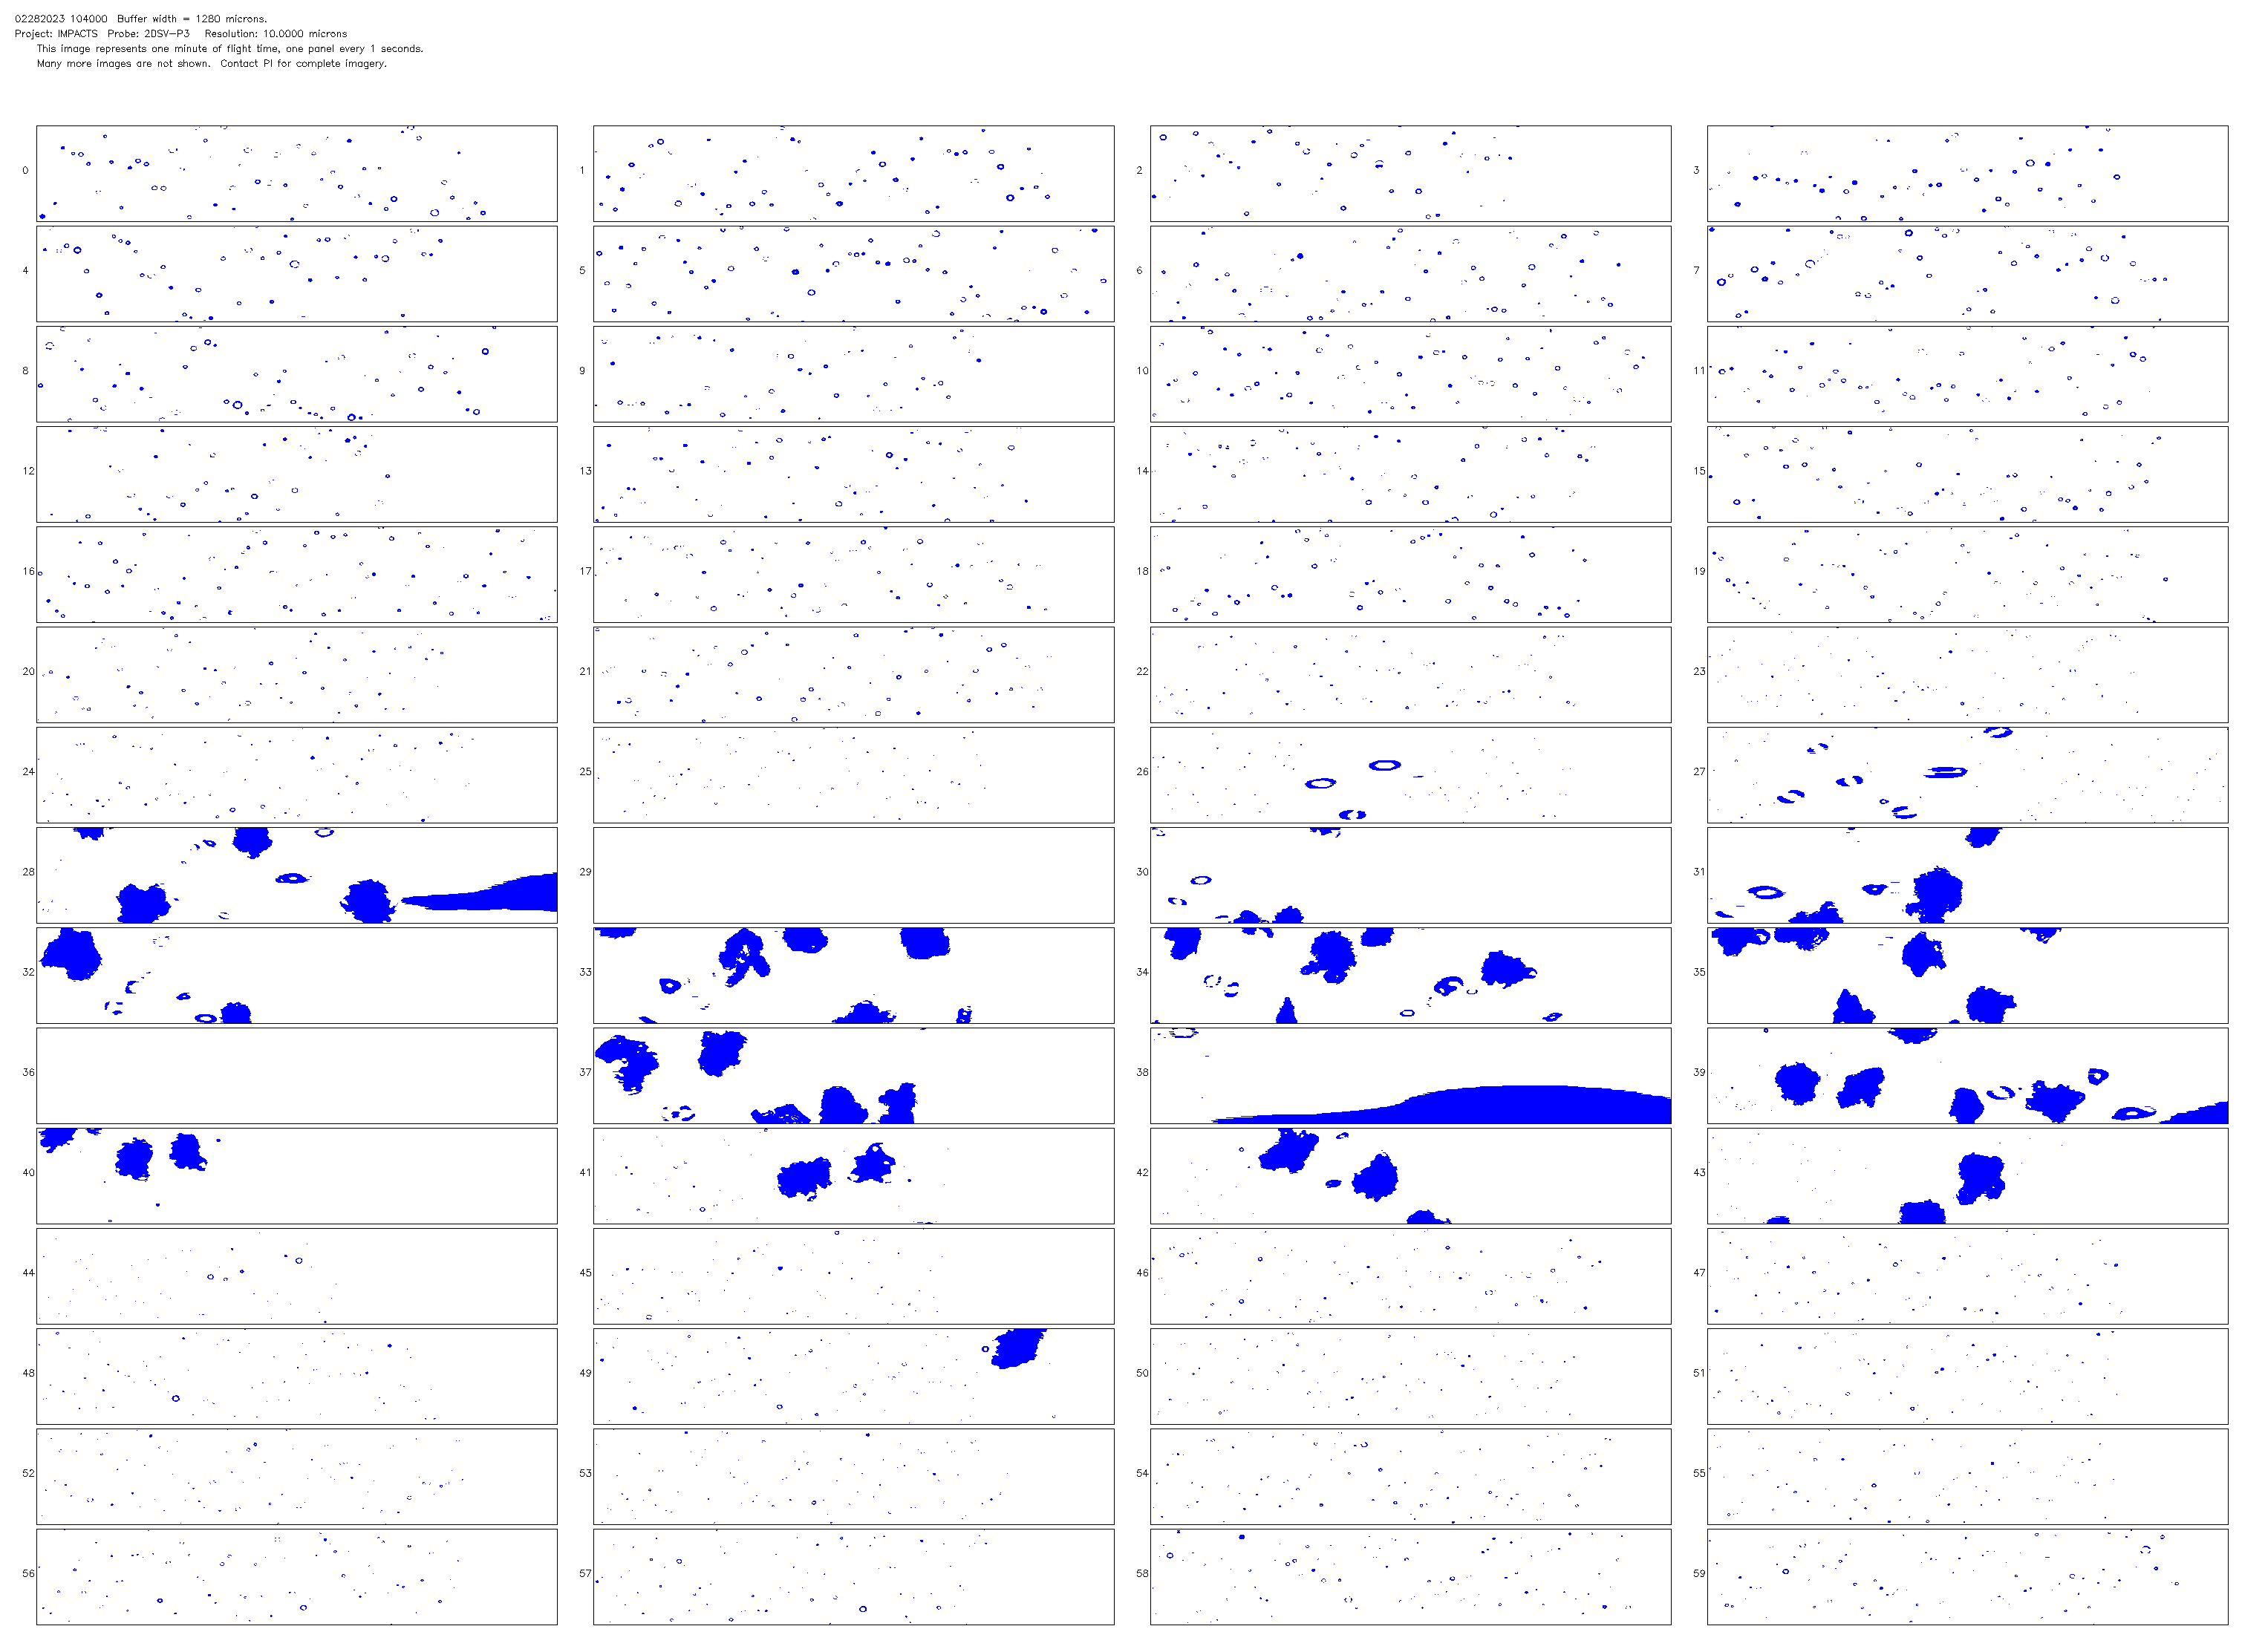 02282023 104000 Buffer width = 1280 microns.
Project: IMPACTS Probe: 2DSV-P3 Resolution: 10.0000 microns
This image represents one minute of flight time, one panel every 1 seconds.
Many more images are not shown. Contact PI for complete imagery.
0 1 2 3
4 5 6 7
8 9 10 11
12 13 14 15
16 17 18 19
20 21 22 23
24 25 26 27
28 29 30 31
32 33 34 35
36 37 38 39
40 41 42 43
44 45 46 47
48 49 50 51
52 53 54 55
56 57 58 59